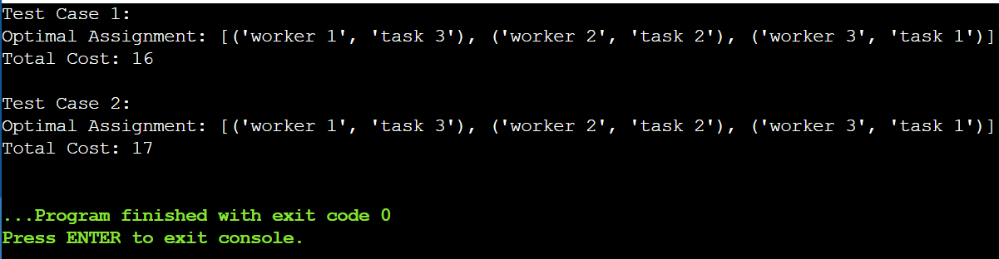 Test Case 1:
Optimal Assignment: [('worker 1', 'task 3'), ('worker 2', 'task 2'), ('worker 3', 'task 1')]
Total Cost: 16
Test Case 2:
Optimal Assignment: [('worker 1', 'task 3'), ('worker 2', 'task 2'), ('worker 3', 'task 1')]
Total Cost: 17
...Program finished with exit code 0
Press ENTER to exit console.